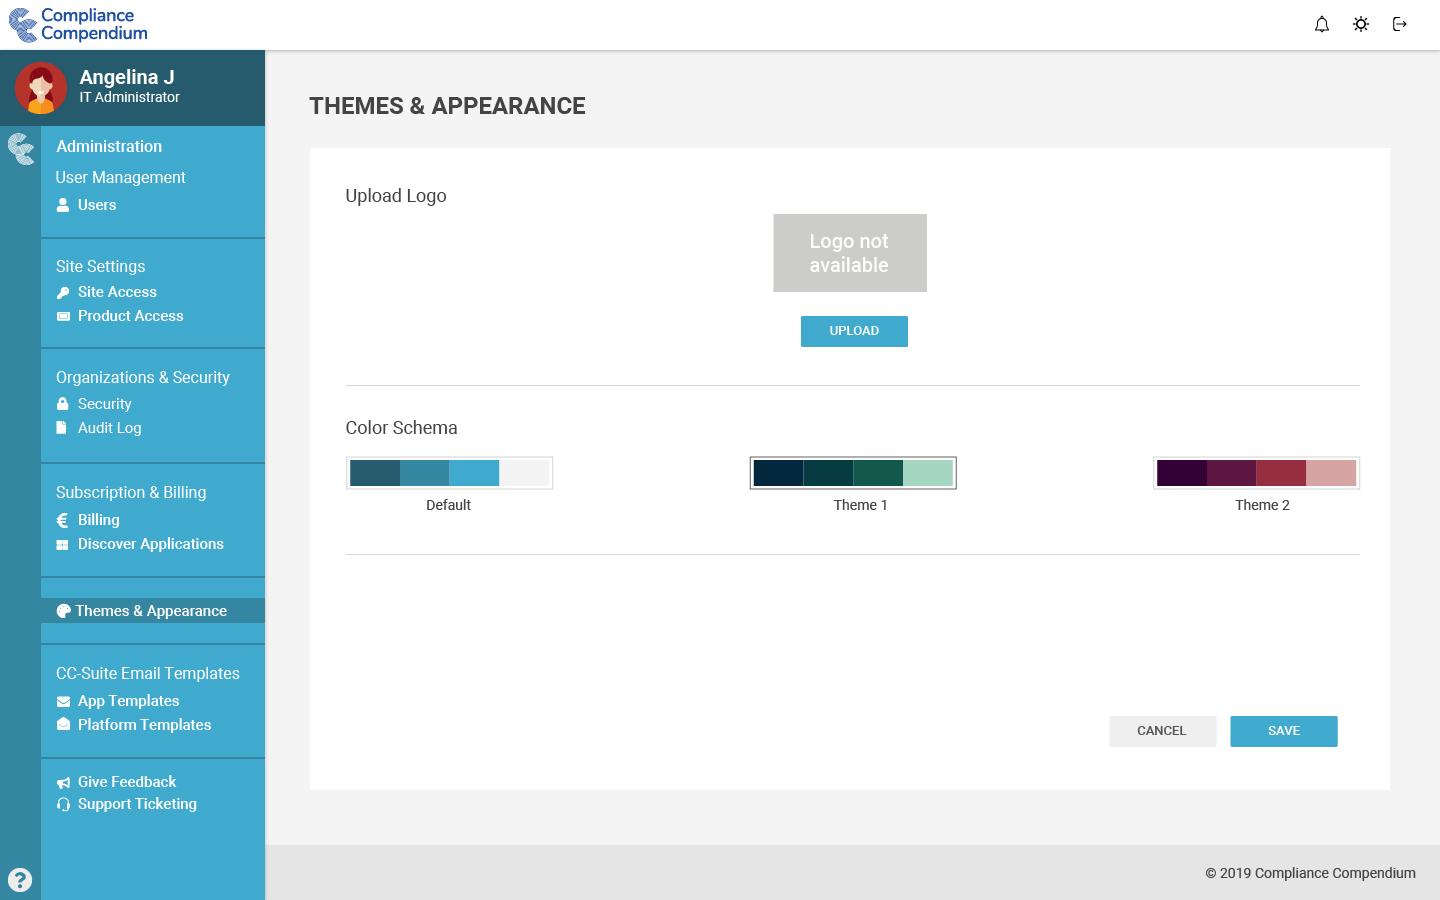 Compliance
Compendium
Angelina J
IT Administrator
Administration
User Management
Users
Site Settings
Site Access
Product Access
Organizations & Security
Security
Audit Log
Subscription & Billing
Billing
Discover Applications
Themes & Appearance
CC-Suite Email Templates
App Templates
Platform Templates
Give Feedback
Support Ticketing
?
THEMES & APPEARANCE
Upload Logo
Logo not
available
UPLOAD
Color Schema
Default
Theme 1
Theme 2
CANCEL
SAVE
© 2019 Compliance Compendium